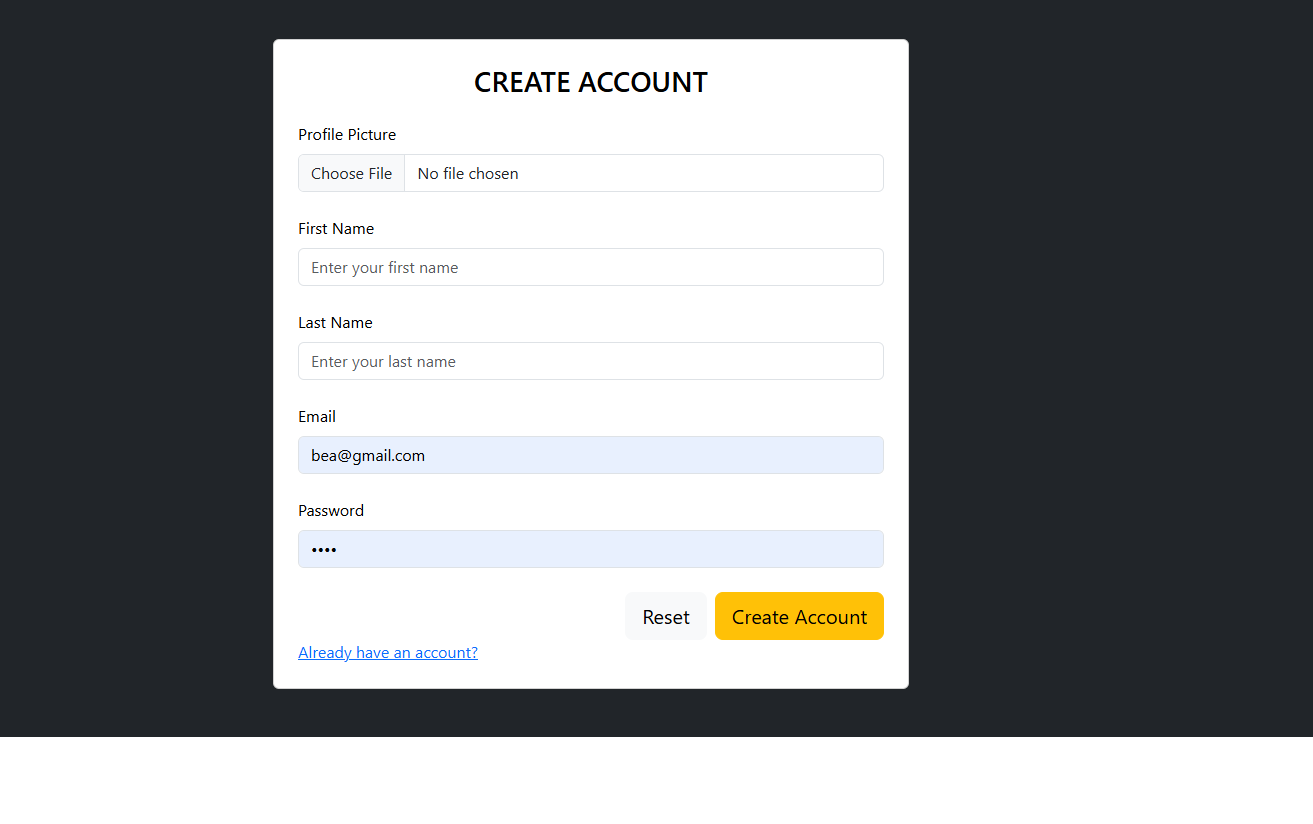 CREATE ACCOUNT
Profile Picture
Choose File No file chosen
First Name
Enter your first name
Last Name
Enter your last name
Email
bea@gmail.com
Password
••••
Reset Create Account
Already have an account?